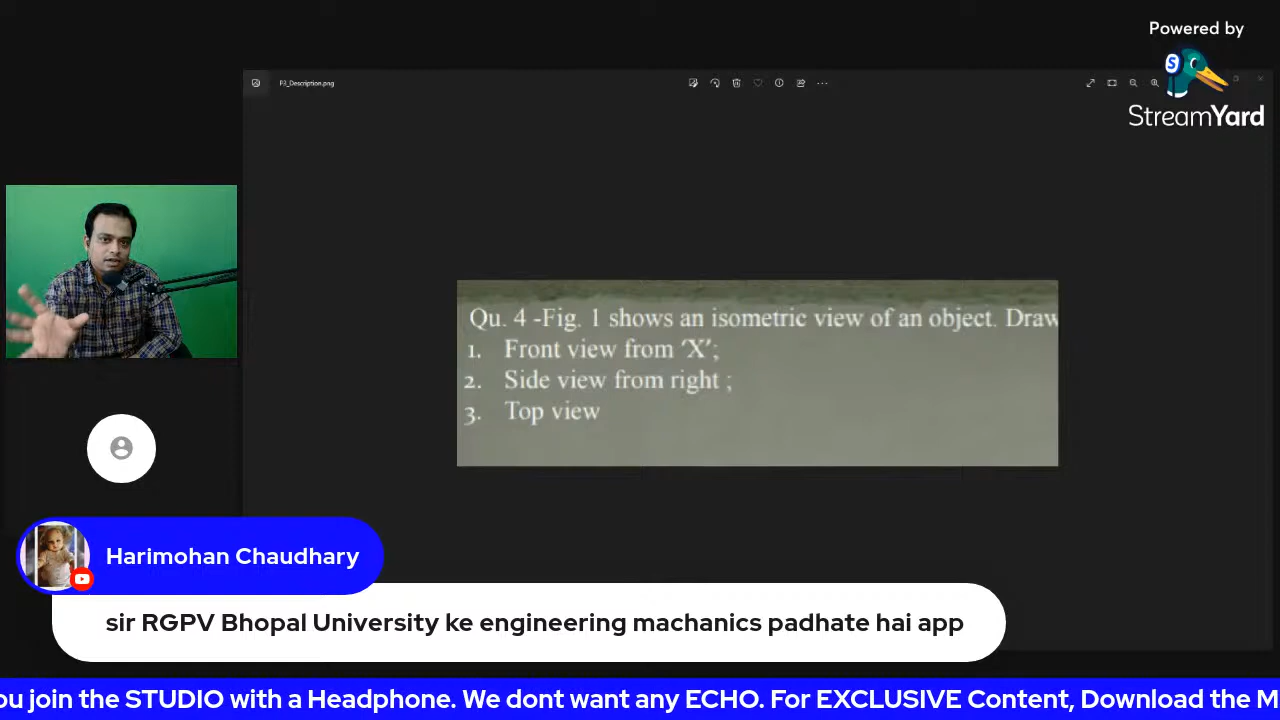 Powered by
StreamYard
P3_Description.png
Qu. 4 -Fig. 1 shows an isometric view of an object. Draw
1. Front view from ‘X’;
2. Side view from right ;
3. Top view
Harimohan Chaudhary
sir RGPV Bhopal University ke engineering machanics padhate hai app
ou join the STUDIO with a Headphone. We dont want any ECHO. For EXCLUSIVE Content, Download the M